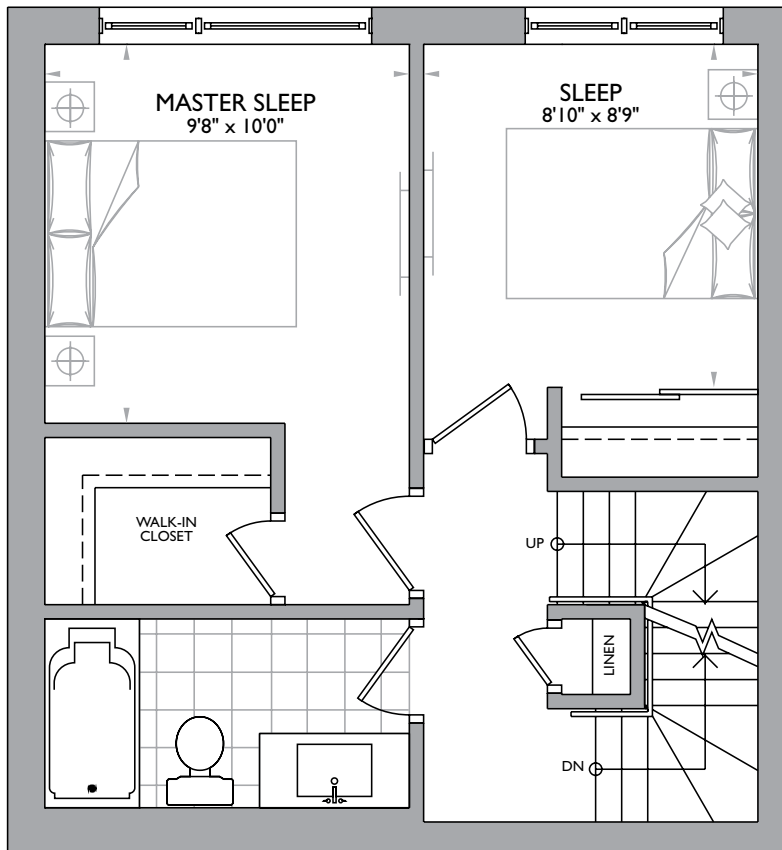 MASTER SLEEP
9'8" x 10'0"
SLEEP
8'10" x 8'9"
WALK-IN
CLOSET
UP
LINEN
DN